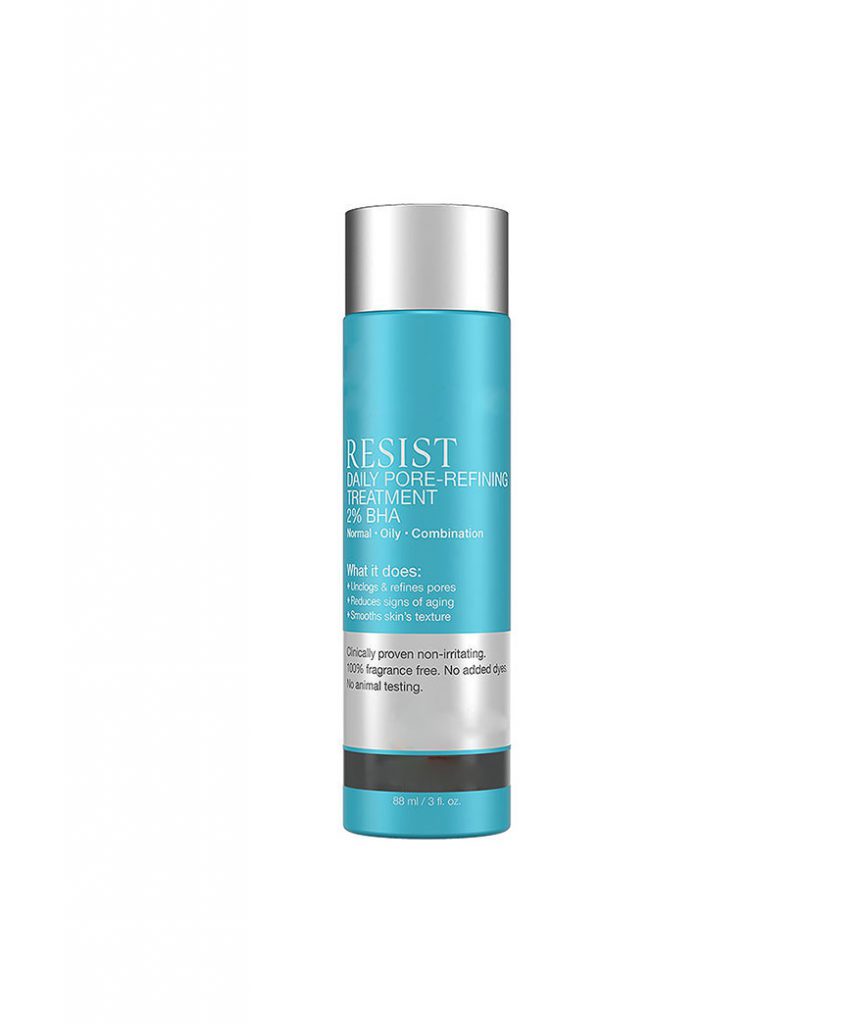 RESIST
DAILY PORE-REFINING
TREATMENT
2% BHA
Normal • Oily • Combination
What it does:
• Unclogs & refines pores
• Reduces signs of aging
• Smooths skin's texture
Clinically proven non-irritating.
100% fragrance free. No added dyes.
No animal testing.
88 ml / 3 fl. oz.